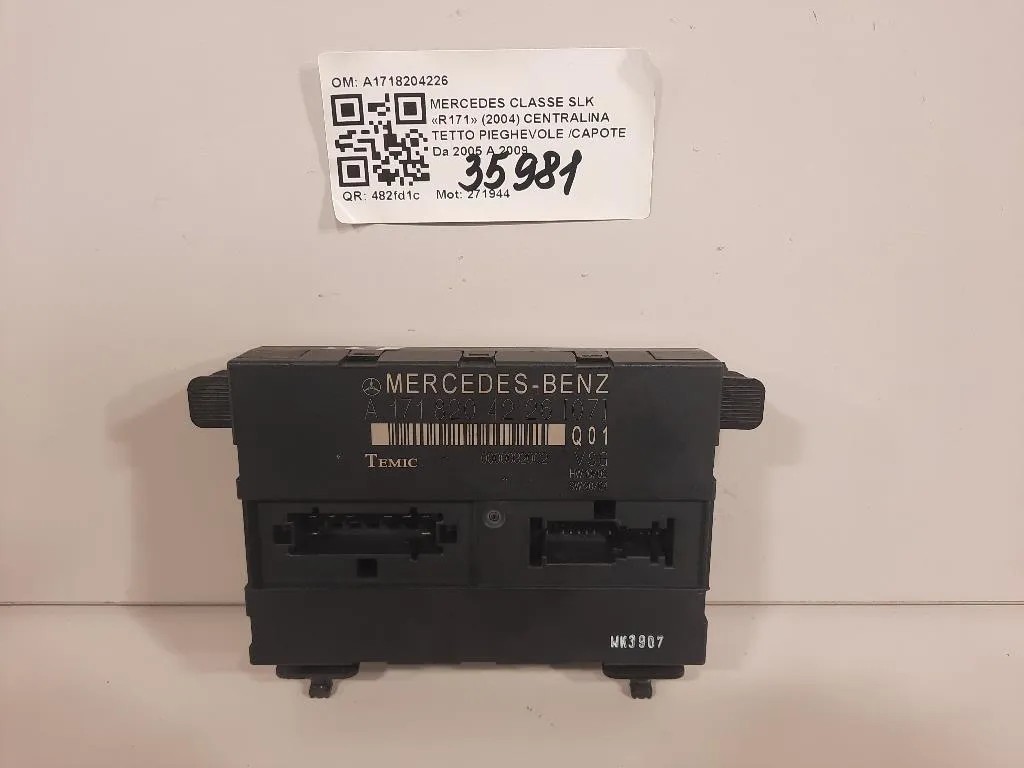 OM: A1718204226
MERCEDES CLASSE SLK
«R171» (2004) CENTRALINA
TETTO PIEGHEVOLE /CAPOTE
Da 2005 A 2009
35981
QR: 482fd1c Mot: 271944
MERCEDES-BENZ
A 171 820 42 26
Q01
TEMIC
VSG
WK3907